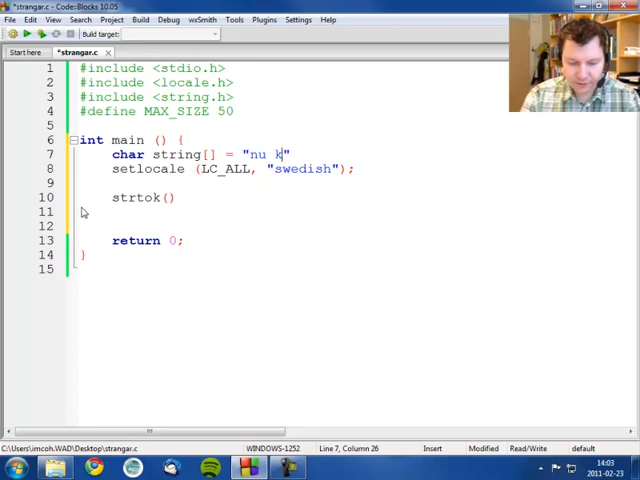 *strangar.c - Code::Blocks 10.05
File Edit View Search Project Build Debug wxSmith Tools Plugins Settings Help
Build target:
Start here *strangar.c
1 #include <stdio.h>
2 #include <locale.h>
3 #include <string.h>
4 #define MAX_SIZE 50
5
6 int main () {
7 char string[] = "nu k"
8 setlocale (LC_ALL, "swedish");
9
10 strtok()
11
12
13 return 0;
14 }
15
C:\Users\imcoh.WAD\Desktop\strangar.c WINDOWS-1252 Line 7, Column 26 Insert Modified Read/Write default
14:03
2011-02-23